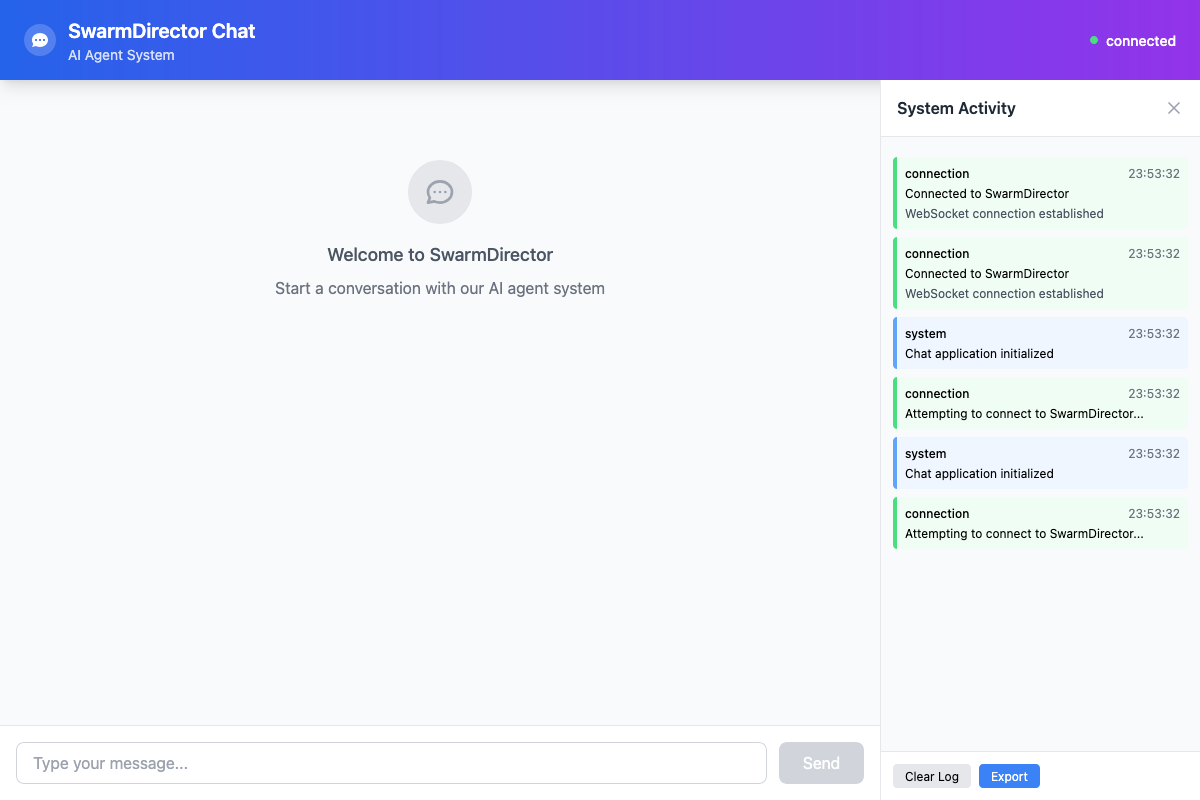 SwarmDirector Chat
AI Agent System
connected
Welcome to SwarmDirector
Start a conversation with our AI agent system
Type your message...
Send
System Activity
connection 23:53:32
Connected to SwarmDirector
WebSocket connection established
connection 23:53:32
Connected to SwarmDirector
WebSocket connection established
system 23:53:32
Chat application initialized
connection 23:53:32
Attempting to connect to SwarmDirector...
system 23:53:32
Chat application initialized
connection 23:53:32
Attempting to connect to SwarmDirector...
Clear Log Export